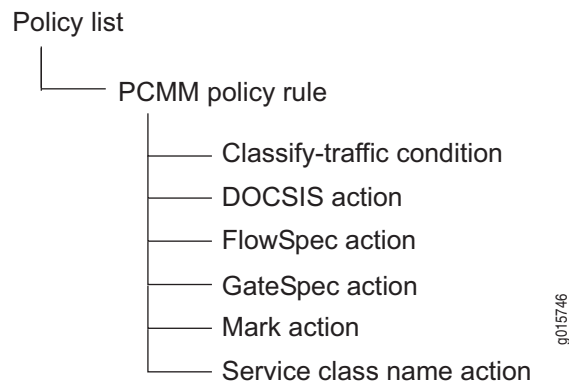 Policy list
PCMM policy rule
Classify-traffic condition
DOCSIS action
FlowSpec action
GateSpec action
Mark action
Service class name action
g015746